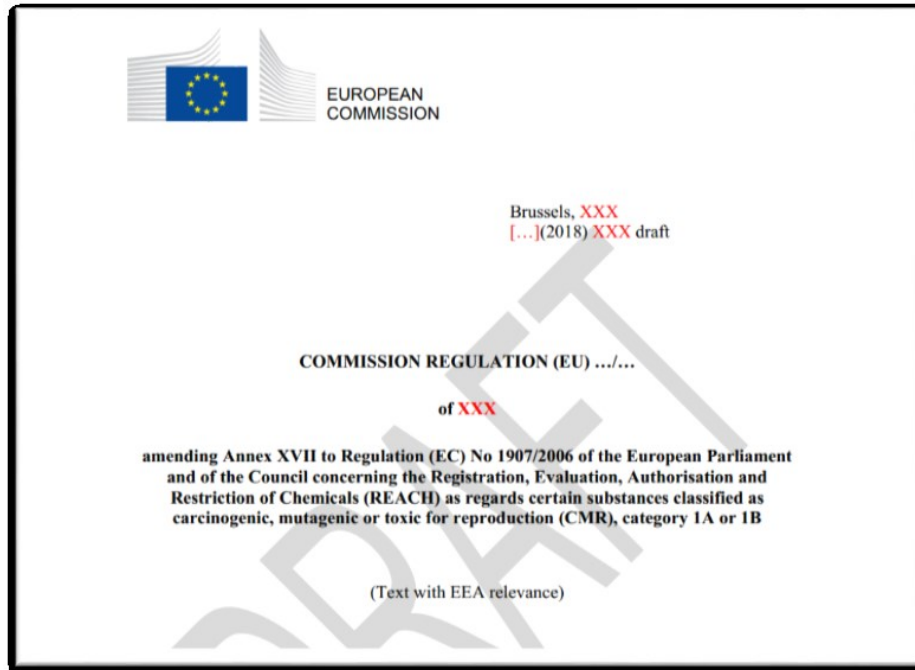 EUROPEAN
COMMISSION
Brussels, XXX
[…](2018) XXX draft
COMMISSION REGULATION (EU) …/…
of XXX
amending Annex XVII to Regulation (EC) No 1907/2006 of the European Parliament
and of the Council concerning the Registration, Evaluation, Authorisation and
Restriction of Chemicals (REACH) as regards certain substances classified as
carcinogenic, mutagenic or toxic for reproduction (CMR), category 1A or 1B
(Text with EEA relevance)
DRAFT